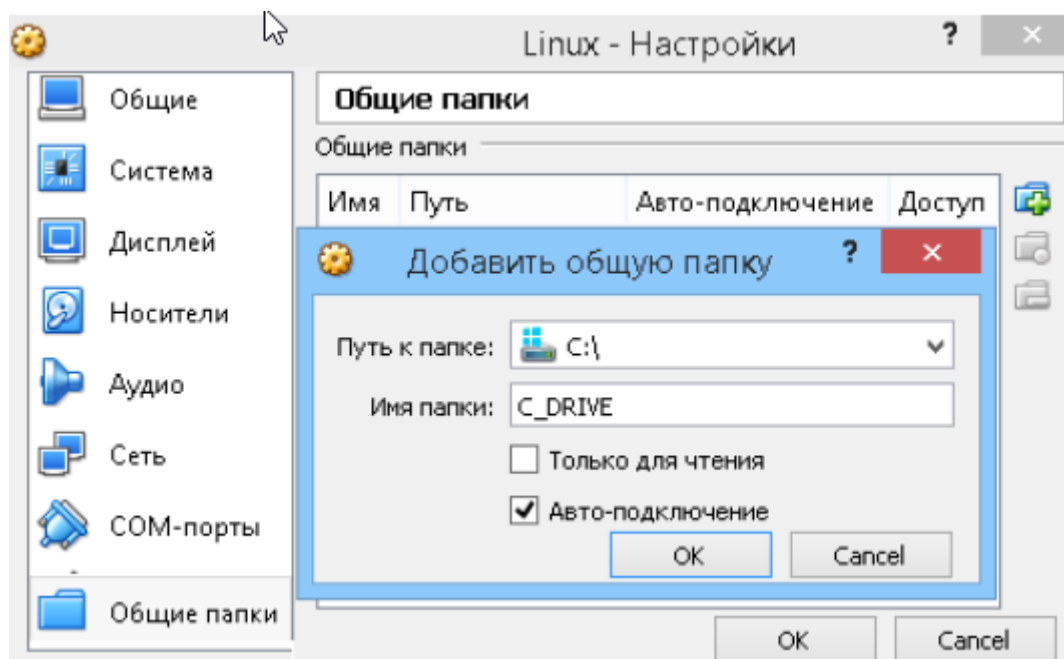 Linux - Настройки ?
Общие
Система
Дисплей
Носители
Аудио
Сеть
COM-порты
Общие папки
Общие папки
Общие папки
Имя Путь Авто-подключение Доступ
Добавить общую папку ?
Путь к папке: C:\
Имя папки: C_DRIVE
Только для чтения
Авто-подключение
OK Cancel
OK Cancel